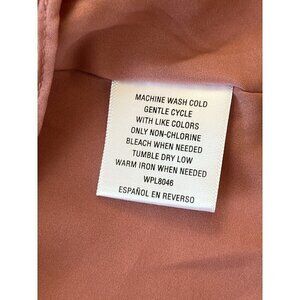 MACHINE WASH COLD
GENTLE CYCLE
WITH LIKE COLORS
ONLY NON-CHLORINE
BLEACH WHEN NEEDED
TUMBLE DRY LOW
WARM IRON WHEN NEEDED
WPL8046
ESPAÑOL EN REVERSO